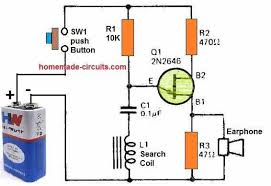 SW1
push
Button
R1
10K
R2
470Ω
homemade-circuits.com
Q1
2N2646
E
B2
B1
C1
0.1µF
L1
Search
Coil
R3
47Ω
Earphone
+
-
HW